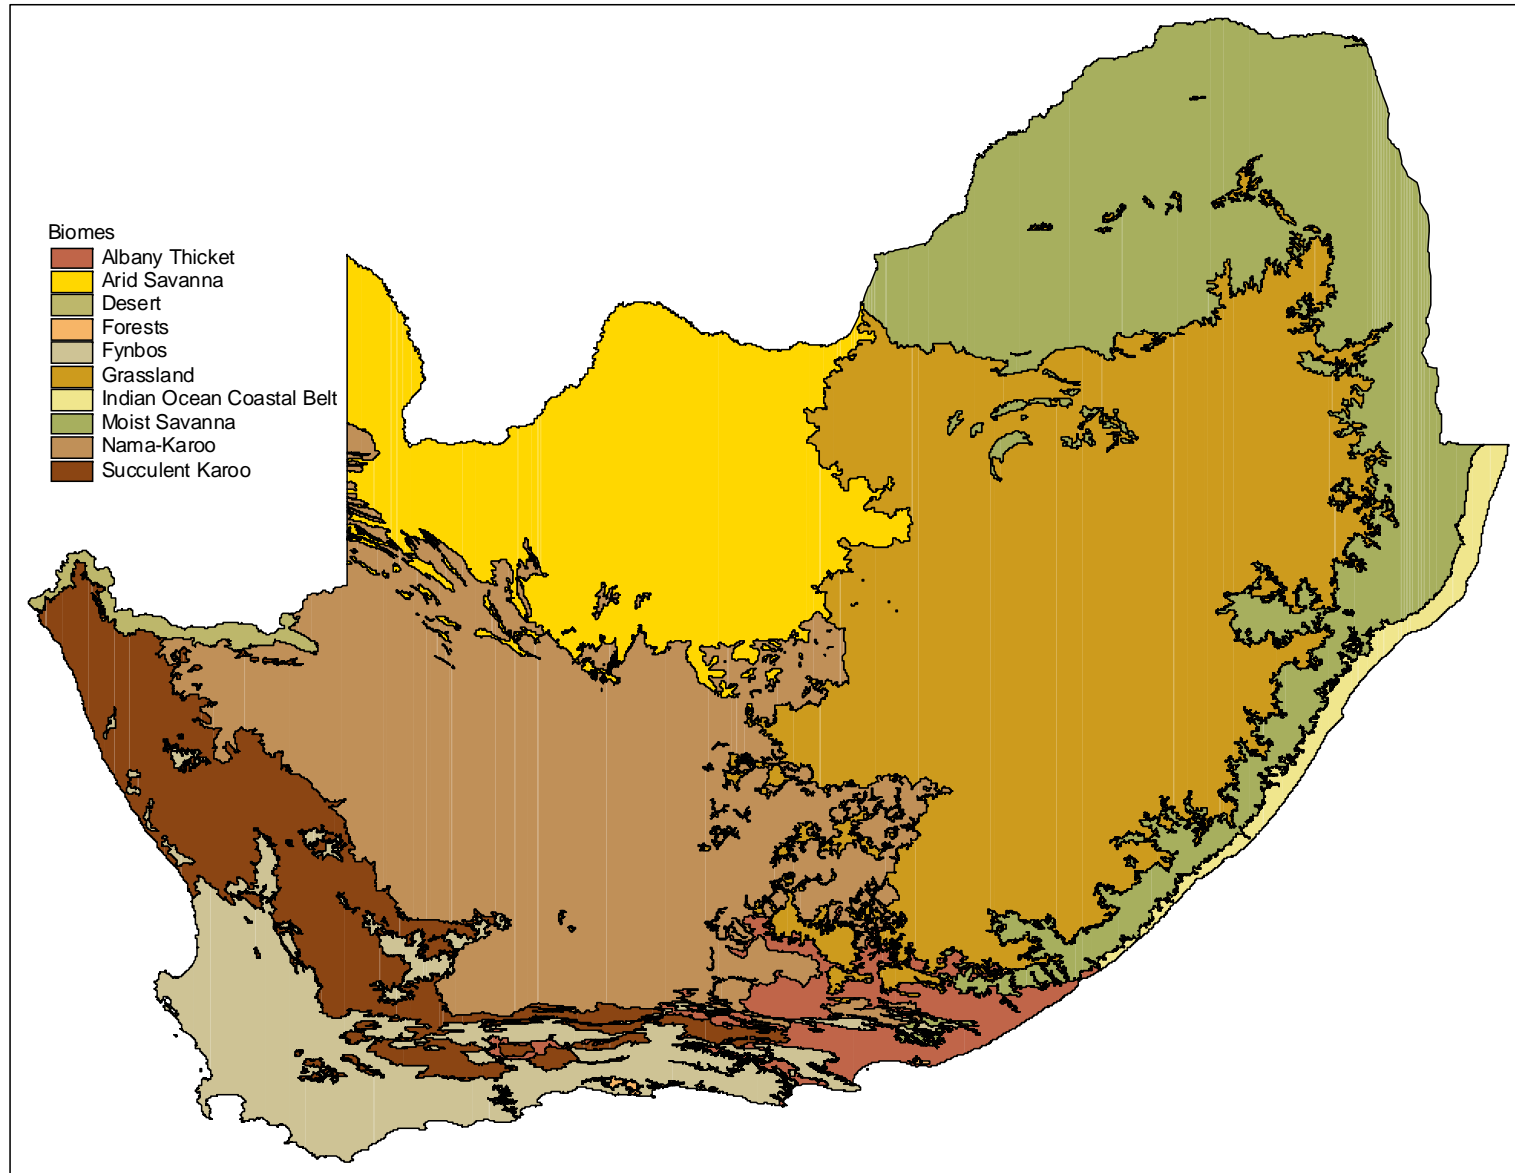 Biomes
Albany Thicket
Arid Savanna
Desert
Forests
Fynbos
Grassland
Indian Ocean Coastal Belt
Moist Savanna
Nama-Karoo
Succulent Karoo